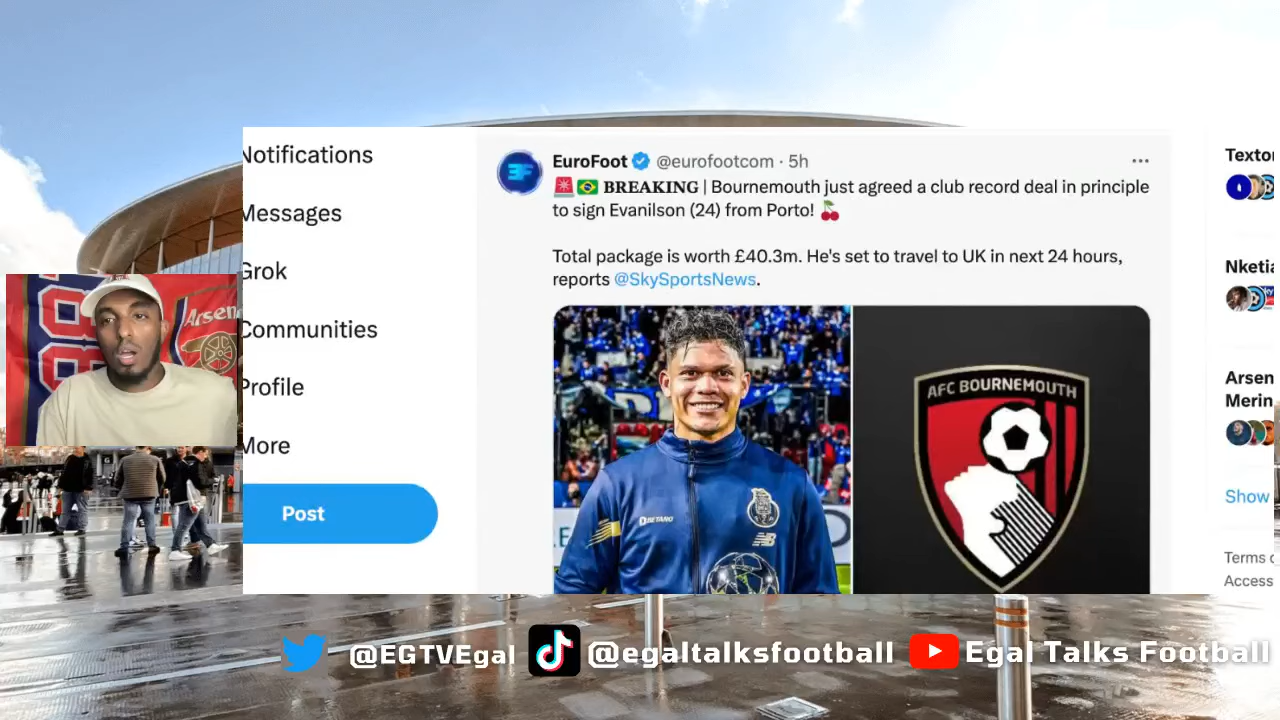 Notifications
Messages
Grok
Communities
Profile
More
Post
EuroFoot @eurofootcom · 5h
🚨🇧🇷 BREAKING | Bournemouth just agreed a club record deal in principle
to sign Evanilson (24) from Porto! 🍒
Total package is worth £40.3m. He's set to travel to UK in next 24 hours,
reports @SkySportsNews.
BETANO
AFC BOURNEMOUTH
Nketia
Arsen
Merin
Show
Terms
Access
Arsen
@EGTVEgal
@egaltalksfootball
Egal Talks Football